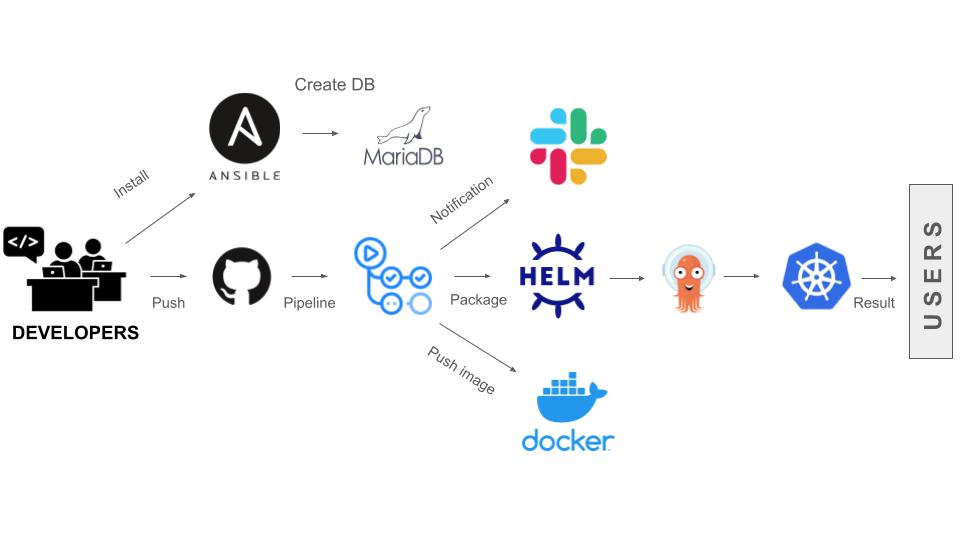 Create DB
ANSIBLE
MariaDB
Install
Notification
</>
HELM
Push
Pipeline
Package
Result
USERS
DEVELOPERS
Push image
docker